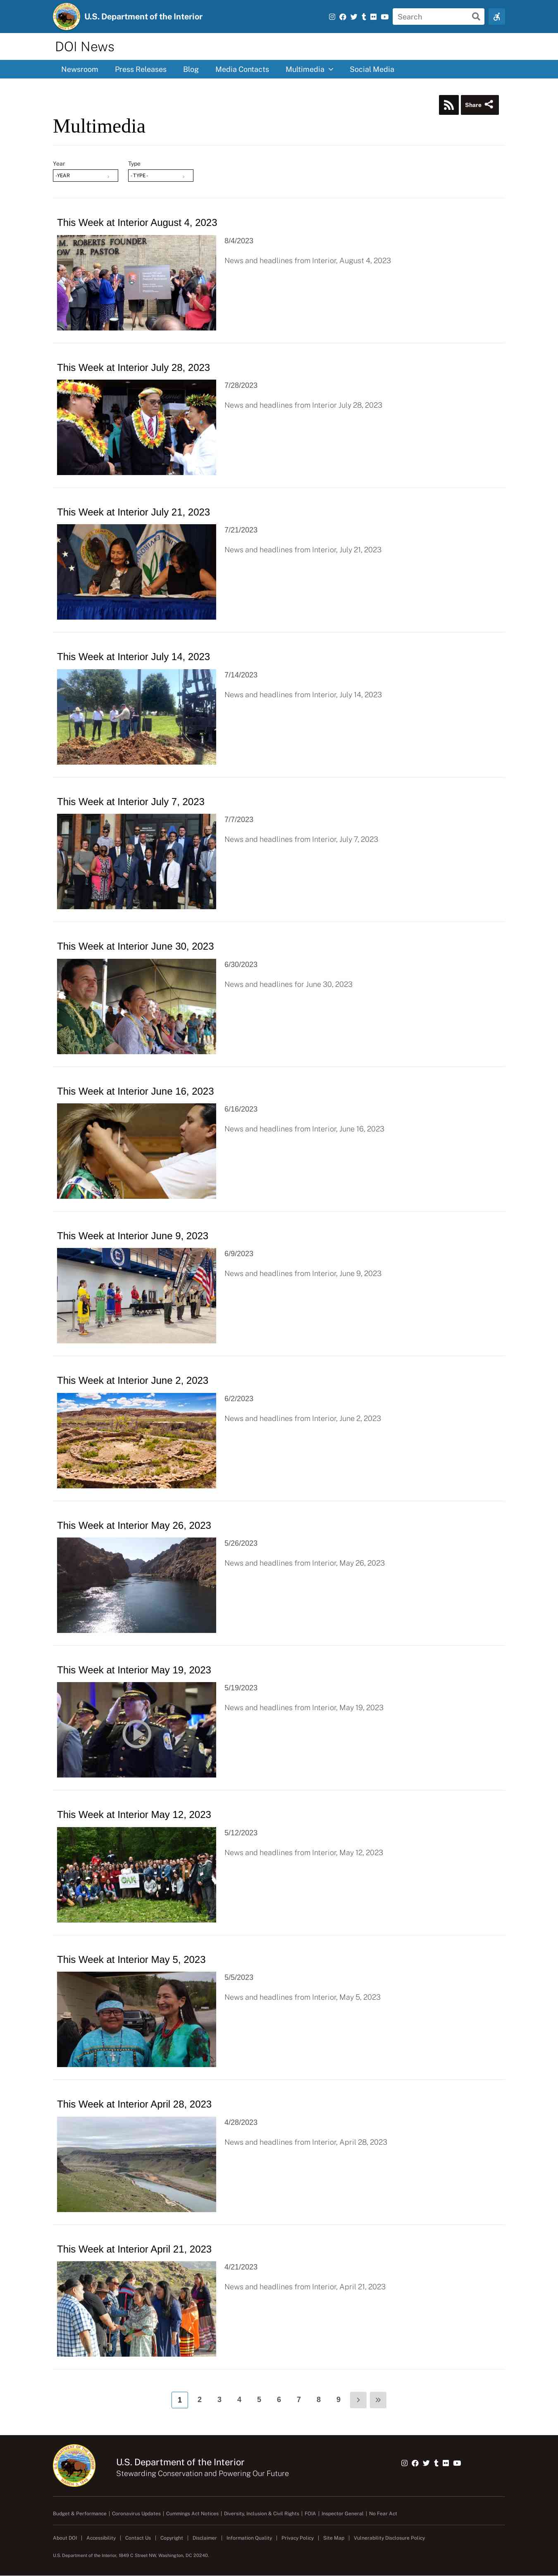 U.S. Department of the Interior
Search
DOI News
Newsroom Press Releases Blog Media Contacts Multimedia Social Media
Share
Multimedia
Year Type
-YEAR - TYPE -
This Week at Interior August 4, 2023
8/4/2023
News and headlines from Interior, August 4, 2023
M. ROBERTS FOUNDER
OW JR. PASTOR
This Week at Interior July 28, 2023
7/28/2023
News and headlines from Interior July 28, 2023
This Week at Interior July 21, 2023
7/21/2023
News and headlines from Interior, July 21, 2023
This Week at Interior July 14, 2023
7/14/2023
News and headlines from Interior, July 14, 2023
This Week at Interior July 7, 2023
7/7/2023
News and headlines from Interior, July 7, 2023
This Week at Interior June 30, 2023
6/30/2023
News and headlines for June 30, 2023
This Week at Interior June 16, 2023
6/16/2023
News and headlines from Interior, June 16, 2023
This Week at Interior June 9, 2023
6/9/2023
News and headlines from Interior, June 9, 2023
This Week at Interior June 2, 2023
6/2/2023
News and headlines from Interior, June 2, 2023
This Week at Interior May 26, 2023
5/26/2023
News and headlines from Interior, May 26, 2023
This Week at Interior May 19, 2023
5/19/2023
News and headlines from Interior, May 19, 2023
This Week at Interior May 12, 2023
5/12/2023
News and headlines from Interior, May 12, 2023
This Week at Interior May 5, 2023
5/5/2023
News and headlines from Interior, May 5, 2023
This Week at Interior April 28, 2023
4/28/2023
News and headlines from Interior, April 28, 2023
This Week at Interior April 21, 2023
4/21/2023
News and headlines from Interior, April 21, 2023
1 2 3 4 5 6 7 8 9 › »
U.S. Department of the Interior
Stewarding Conservation and Powering Our Future
Budget & Performance | Coronavirus Updates | Cummings Act Notices | Diversity, Inclusion & Civil Rights | FOIA | Inspector General | No Fear Act
About DOI | Accessibility | Contact Us | Copyright | Disclaimer | Information Quality | Privacy Policy | Site Map | Vulnerability Disclosure Policy
U.S. Department of the Interior, 1849 C Street NW, Washington, DC 20240.